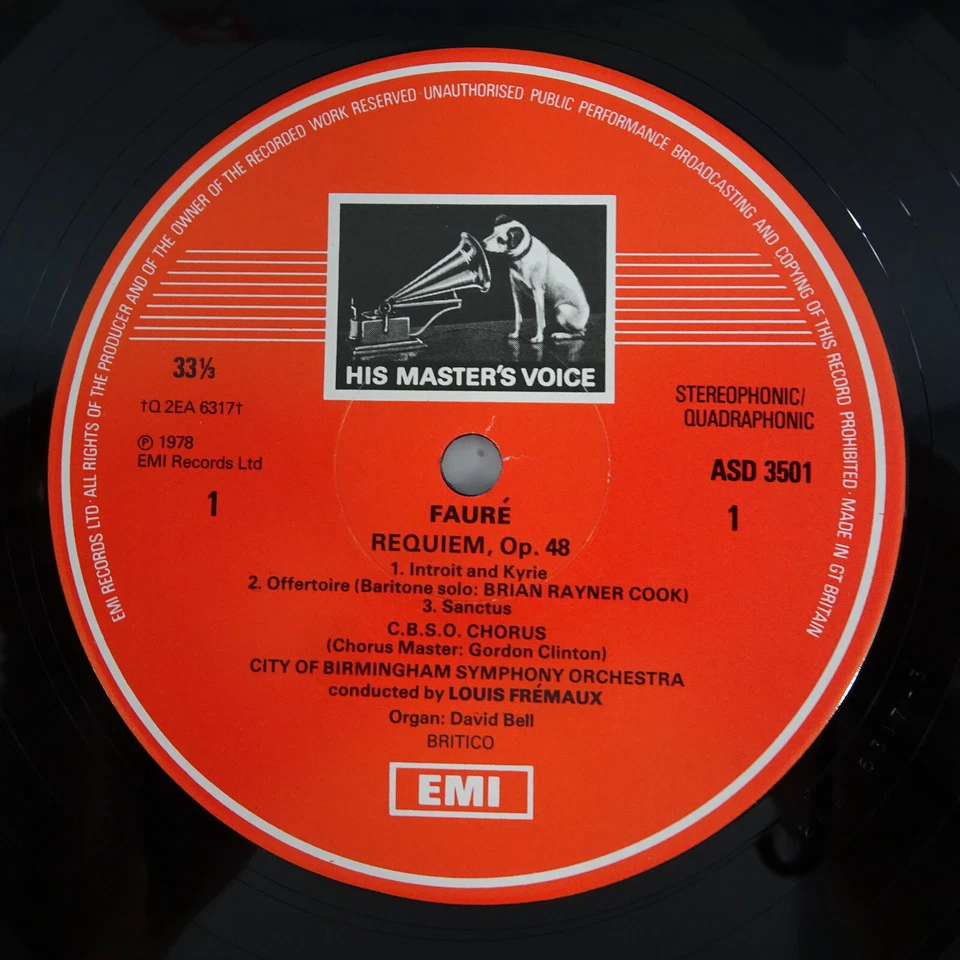 EMI RECORDS LTD · ALL RIGHTS OF THE PRODUCER AND OF THE OWNER OF THE RECORDED WORK RESERVED · UNAUTHORISED PUBLIC PERFORMANCE BROADCASTING AND COPYING OF THIS RECORD PROHIBITED · MADE IN GT BRITAIN
HIS MASTER'S VOICE
33⅓
†Q 2EA 6317†
℗ 1978
EMI Records Ltd
1
STEREOPHONIC/
QUADRAPHONIC
ASD 3501
1
FAURÉ
REQUIEM, Op. 48
1. Introit and Kyrie
2. Offertoire (Baritone solo: BRIAN RAYNER COOK)
3. Sanctus
C.B.S.O. CHORUS
(Chorus Master: Gordon Clinton)
CITY OF BIRMINGHAM SYMPHONY ORCHESTRA
conducted by LOUIS FRÉMAUX
Organ: David Bell
BRITICO
EMI